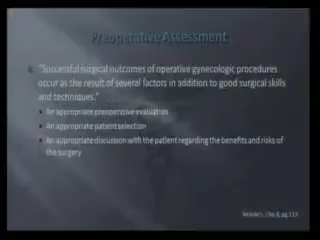 Preoperative Assessment
"Successful surgical outcomes of operative gynecologic procedures
occur as the result of several factors in addition to good surgical skills
and techniques."
An appropriate preoperative evaluation
An appropriate patient selection
An appropriate discussion with the patient regarding the benefits and risks of
the surgery